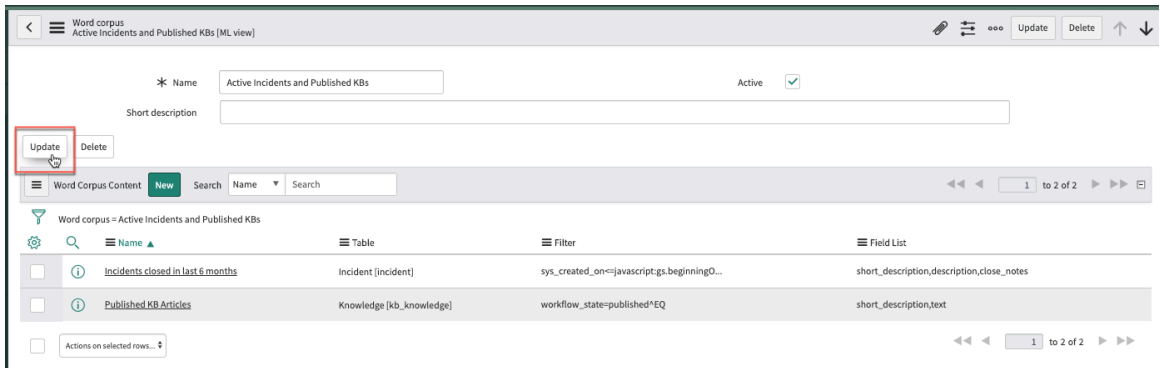 Word corpus
Active Incidents and Published KBs [ML view]
Update Delete
Name Active Incidents and Published KBs Active
Short description
Update Delete
Word Corpus Content New Search Name Search 1 to 2 of 2
Word corpus = Active Incidents and Published KBs
Name Table Filter Field List
Incidents closed in last 6 months Incident [incident] sys_created_on<=javascript:gs.beginningO... short_description,description,close_notes
Published KB Articles Knowledge [kb_knowledge] workflow_state=published^EQ short_description,text
Actions on selected rows... 1 to 2 of 2